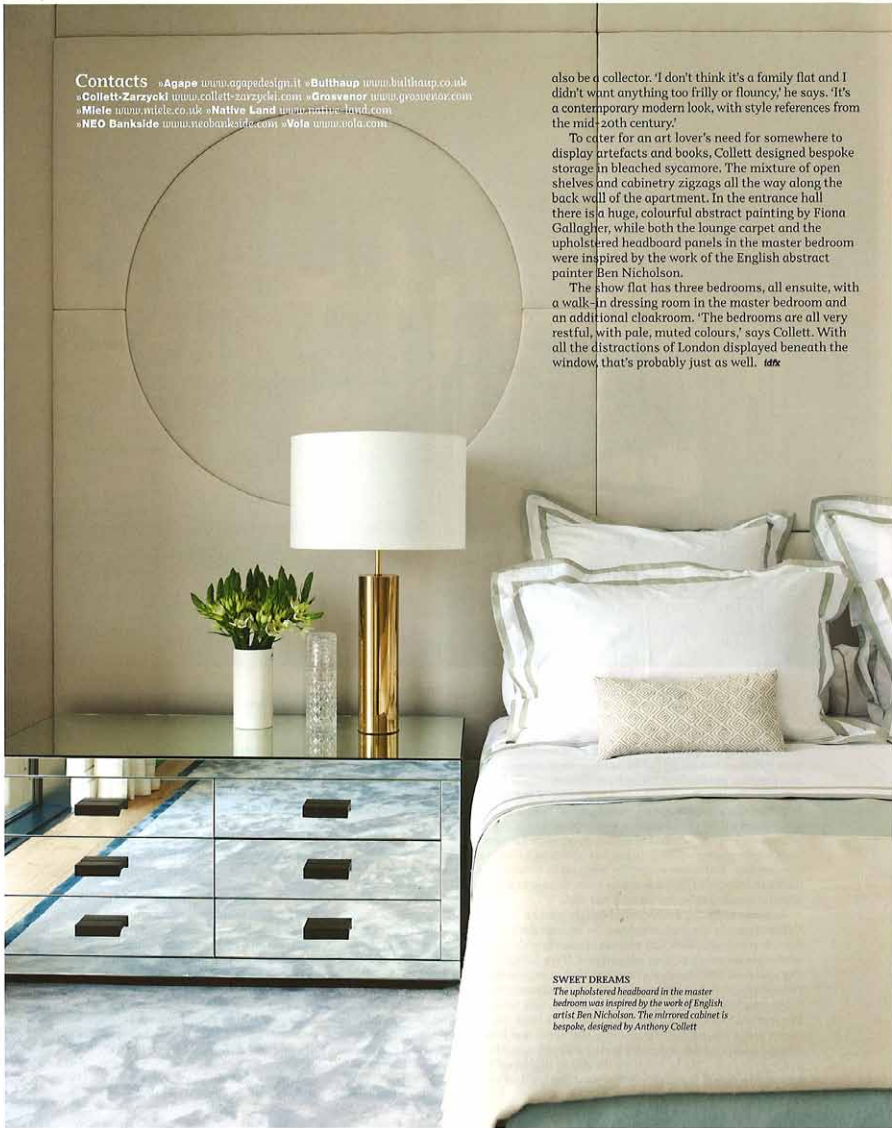 Contacts »Agape www.agapedesign.it »Bulthaup www.bulthaup.co.uk
»Collett-Zarzycki www.collett-zarzycki.com »Grosvenor www.grosvenor.com
»Miele www.miele.co.uk »Native Land www.native-land.com
»NEO Bankside www.neobankside.com »Vola www.vola.com
also be a collector. ‘I don’t think it’s a family flat and I
didn’t want anything too frilly or flouncy,’ he says. ‘It’s
a contemporary modern look, with style references from
the mid-20th century.’
To cater for an art lover’s need for somewhere to
display artefacts and books, Collett designed bespoke
storage in bleached sycamore. The mixture of open
shelves and cabinetry zigzags all the way along the
back wall of the apartment. In the entrance hall
there is a huge, colourful abstract painting by Fiona
Gallagher, while both the lounge carpet and the
upholstered headboard panels in the master bedroom
were inspired by the work of the English abstract
painter Ben Nicholson.
The show flat has three bedrooms, all ensuite, with
a walk-in dressing room in the master bedroom and
an additional cloakroom. ‘The bedrooms are all very
restful, with pale, muted colours,’ says Collett. With
all the distractions of London displayed beneath the
window, that’s probably just as well. idfx
SWEET DREAMS
The upholstered headboard in the master
bedroom was inspired by the work of English
artist Ben Nicholson. The mirrored cabinet is
bespoke, designed by Anthony Collett